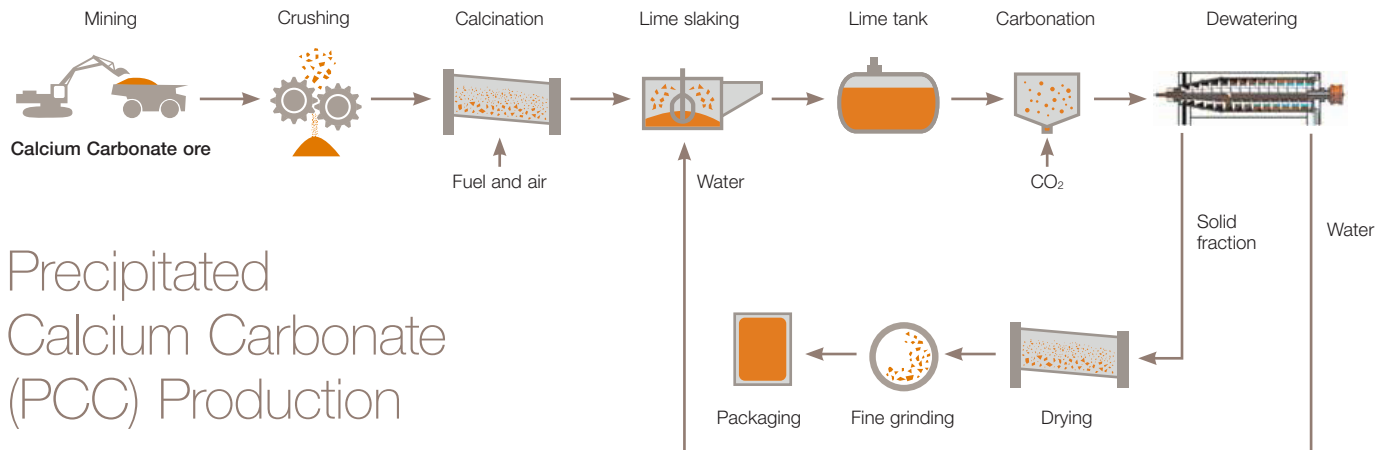 Mining
Crushing
Calcination
Lime slaking
Lime tank
Carbonation
Dewatering
Calcium Carbonate ore
Fuel and air
Water
CO₂
Solid
fraction
Water
Precipitated
Calcium Carbonate
(PCC) Production
Packaging
Fine grinding
Drying